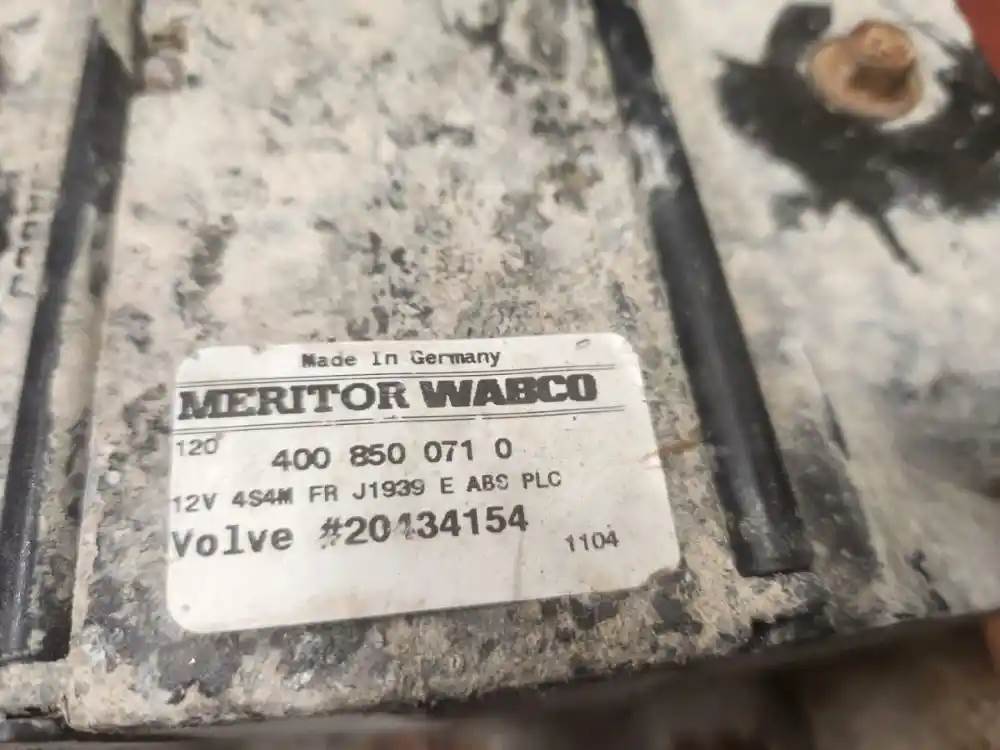 Made In Germany
MERITOR WABCO
120
400 850 071 0
12V 4S4M FR J1939 E ABS PLC
Volve #20434154
1104